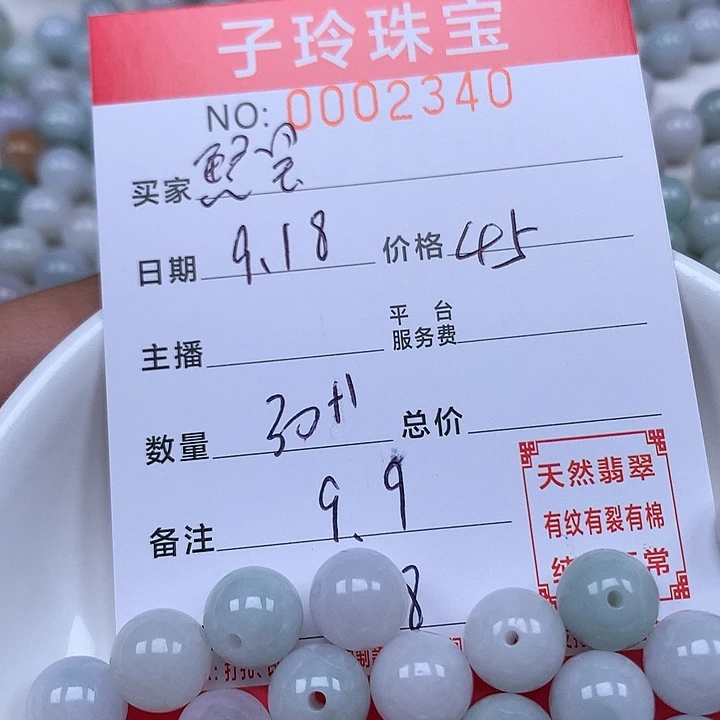 子玲珠宝
NO: 0002340
买家
日期 9.18 价格 45
主播 平台服务费
数量 30+1 总价
备注 9.9
天然翡翠
有纹有裂有棉
常
8